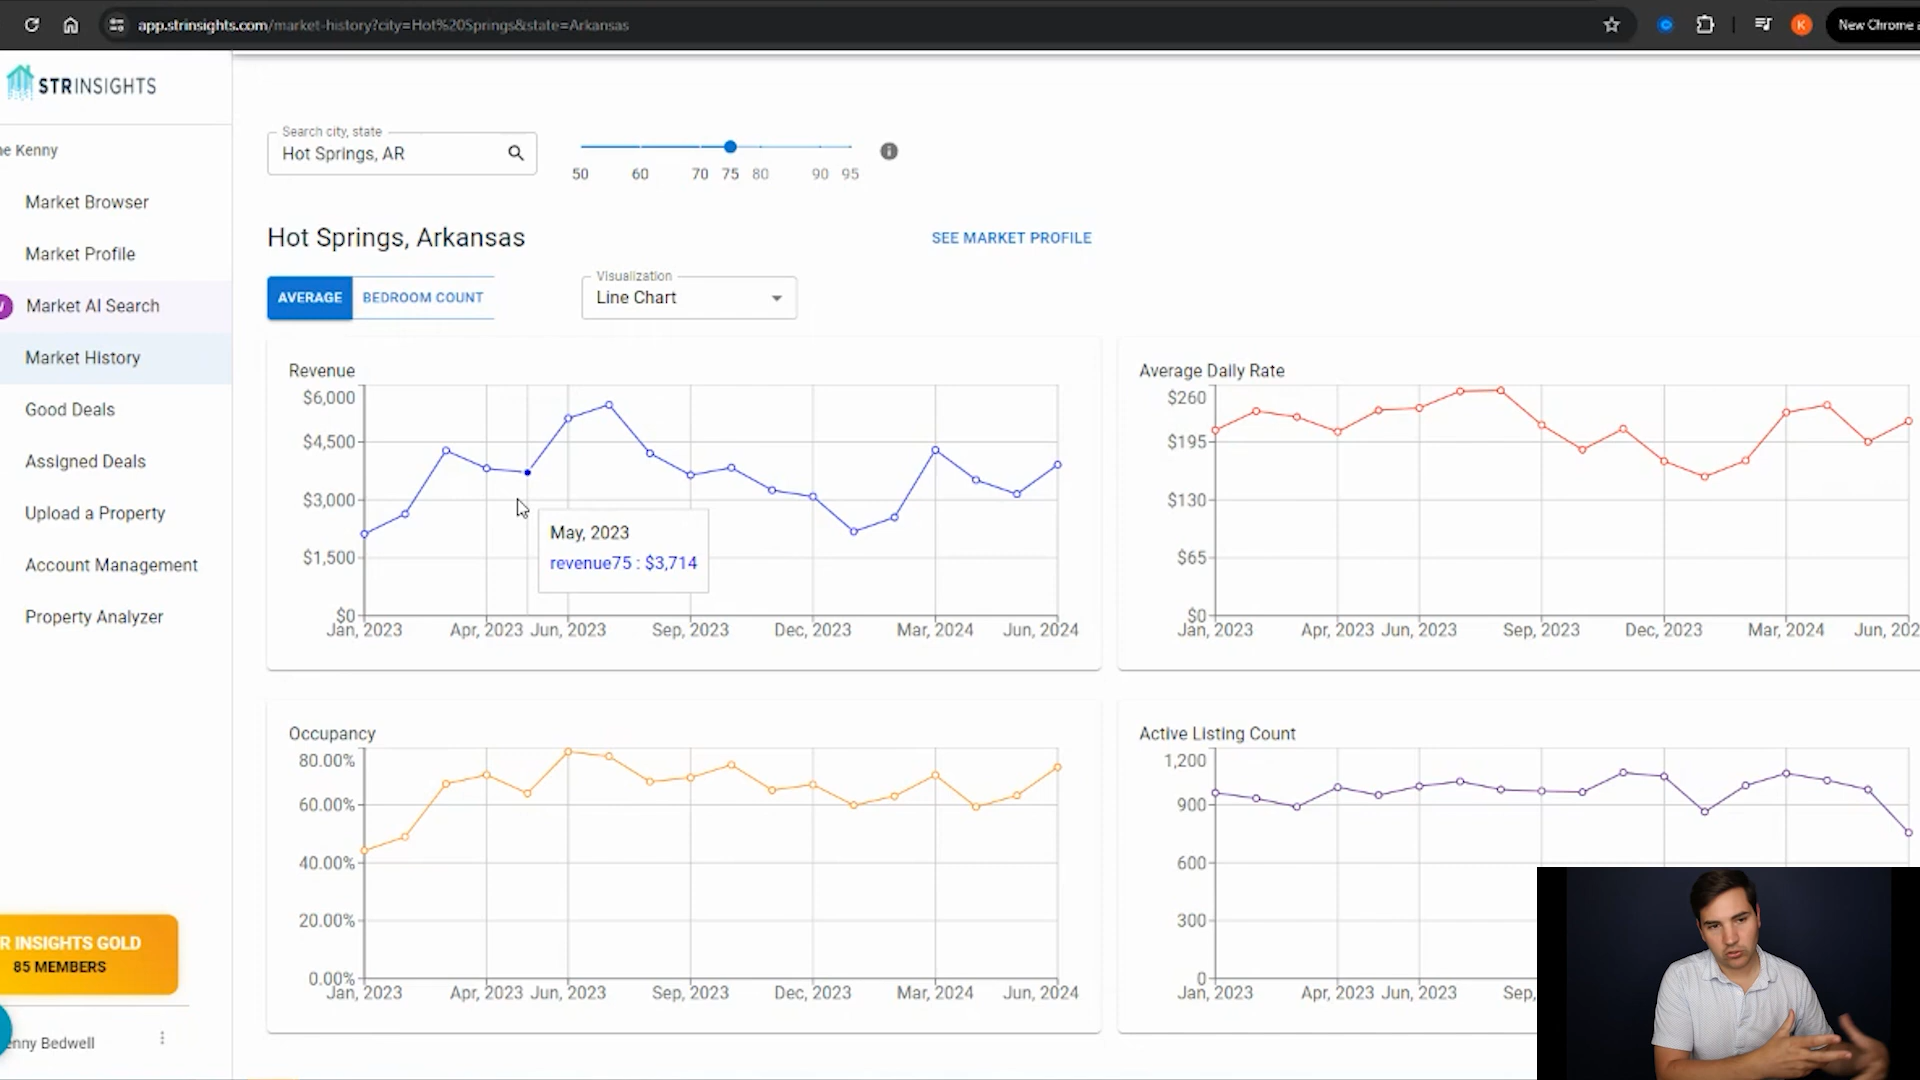 app.strinsights.com/market-history?city=Hot%20Springs&state=Arkansas
K
New Chrome a
STRINSIGHTS
ne Kenny
Market Browser
Market Profile
Market AI Search
Market History
Good Deals
Assigned Deals
Upload a Property
Account Management
Property Analyzer
R INSIGHTS GOLD
85 MEMBERS
enny Bedwell
Search city, state
Hot Springs, AR
50 60 70 75 80 90 95
Hot Springs, Arkansas
SEE MARKET PROFILE
AVERAGE
BEDROOM COUNT
Visualization
Line Chart
Revenue
$6,000
$4,500
$3,000
$1,500
$0
Jan, 2023 Apr, 2023 Jun, 2023 Sep, 2023 Dec, 2023 Mar, 2024 Jun, 2024
May, 2023
revenue75 : $3,714
Average Daily Rate
$260
$195
$130
$65
$0
Jan, 2023 Apr, 2023 Jun, 2023 Sep, 2023 Dec, 2023 Mar, 2024 Jun, 202
Occupancy
80.00%
60.00%
40.00%
20.00%
0.00%
Jan, 2023 Apr, 2023 Jun, 2023 Sep, 2023 Dec, 2023 Mar, 2024 Jun, 2024
Active Listing Count
1,200
900
600
300
0
Jan, 2023 Apr, 2023 Jun, 2023 Sep,